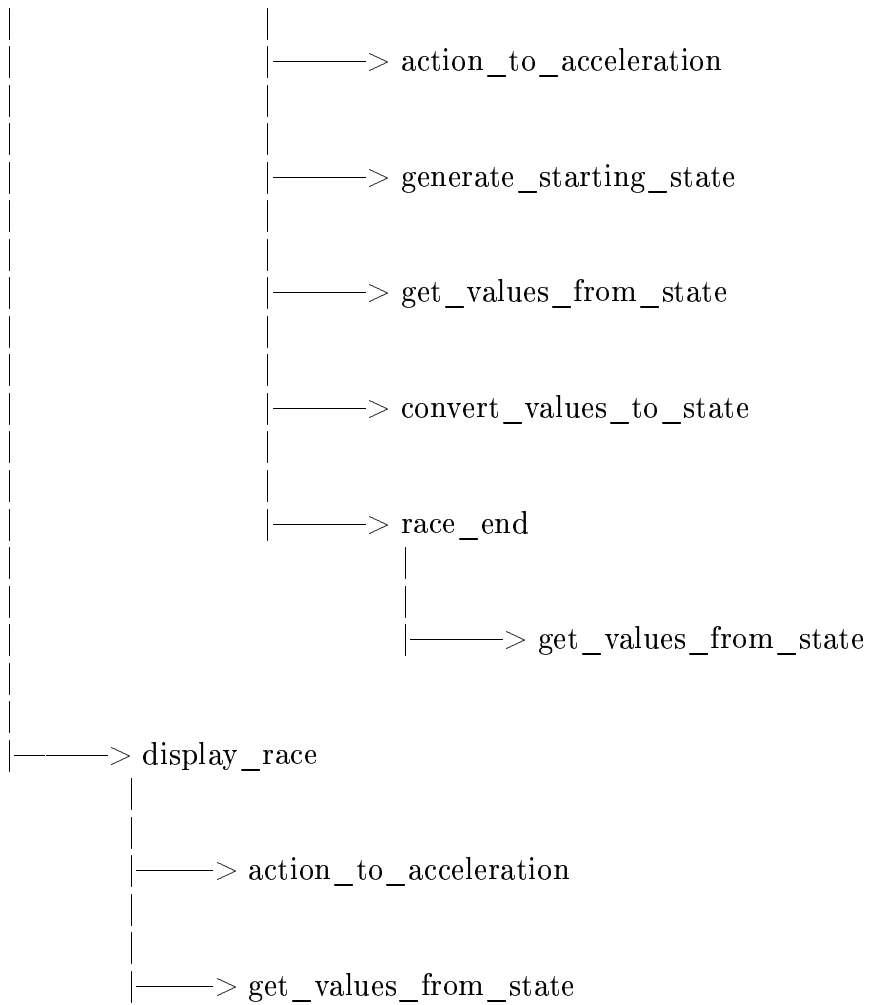 action_to_acceleration
generate_starting_state
get_values_from_state
convert_values_to_state
race_end
get_values_from_state
display_race
action_to_acceleration
get_values_from_state